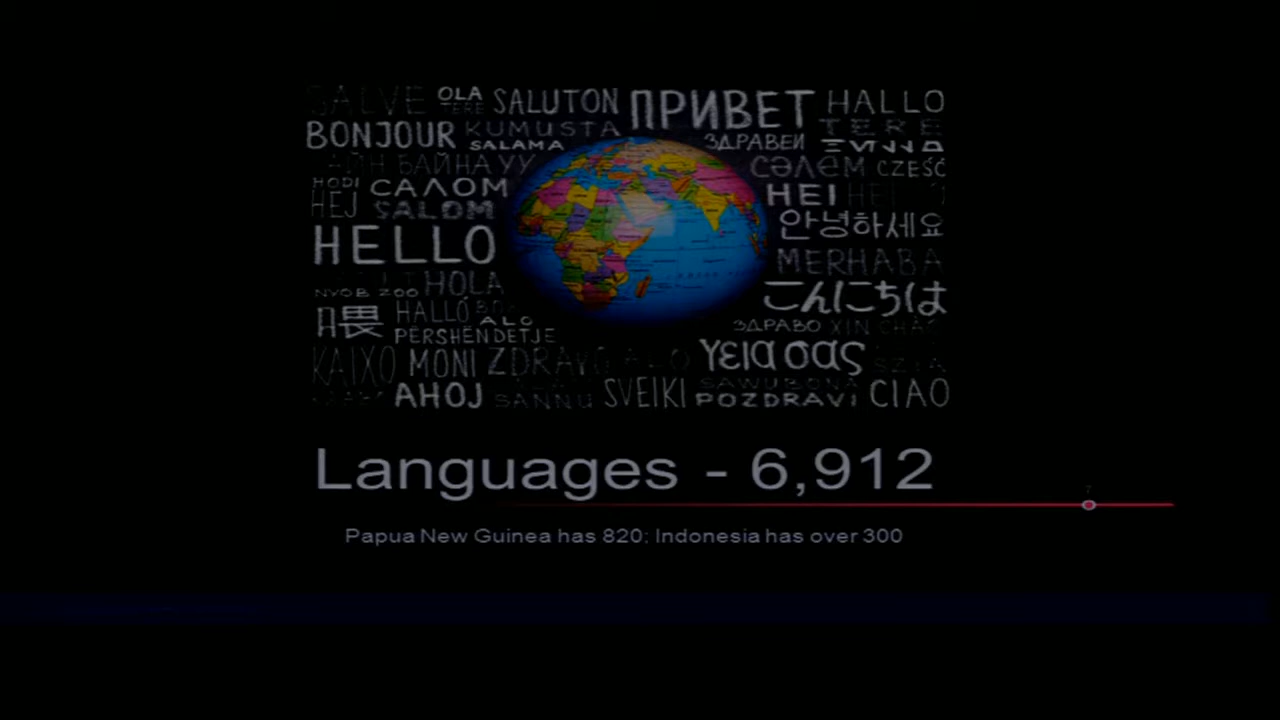 SALVE OLA SALUTON ПРИВЕТ HALLO
TERE
BONJOUR KUMUSTA ЗДРАВЕЙ TERE
SALAMA
БАЙНА УУ СӘЛЕМ CZEŚĆ
HODI САЛОМ HEI
HEJ SALOM 안녕하세요
HELLO MERHABA
NYOB ZOO HOLA こんにちは
喂 HALLÓ ALO ЗДРАВО XIN CHÀO
PËRSHËNDETJE
KAIXO MONI ZDRAVO Υεια σας
AHOJ SANNU SVEIKI SAWUBONA CIAO
POZDRAVI
Languages - 6,912
7
Papua New Guinea has 820; Indonesia has over 300